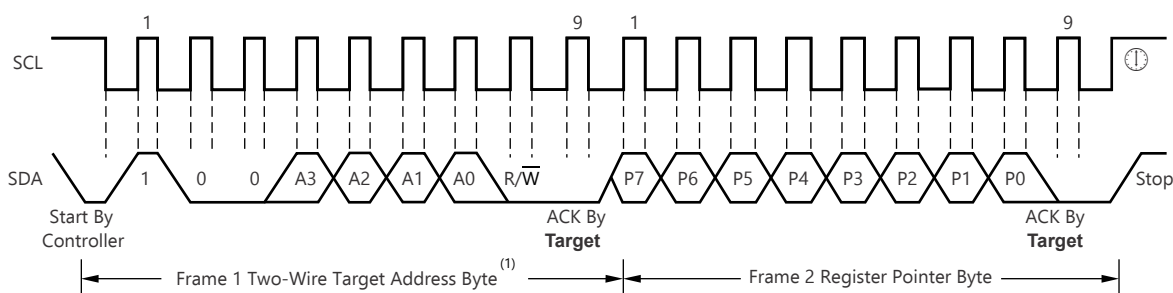 1 9 1 9
SCL
SDA 1 0 0 A3 A2 A1 A0 R/W̅ P7 P6 P5 P4 P3 P2 P1 P0 Stop
Start By Controller
ACK By Target
ACK By Target
Frame 1 Two-Wire Target Address Byte (1)
Frame 2 Register Pointer Byte